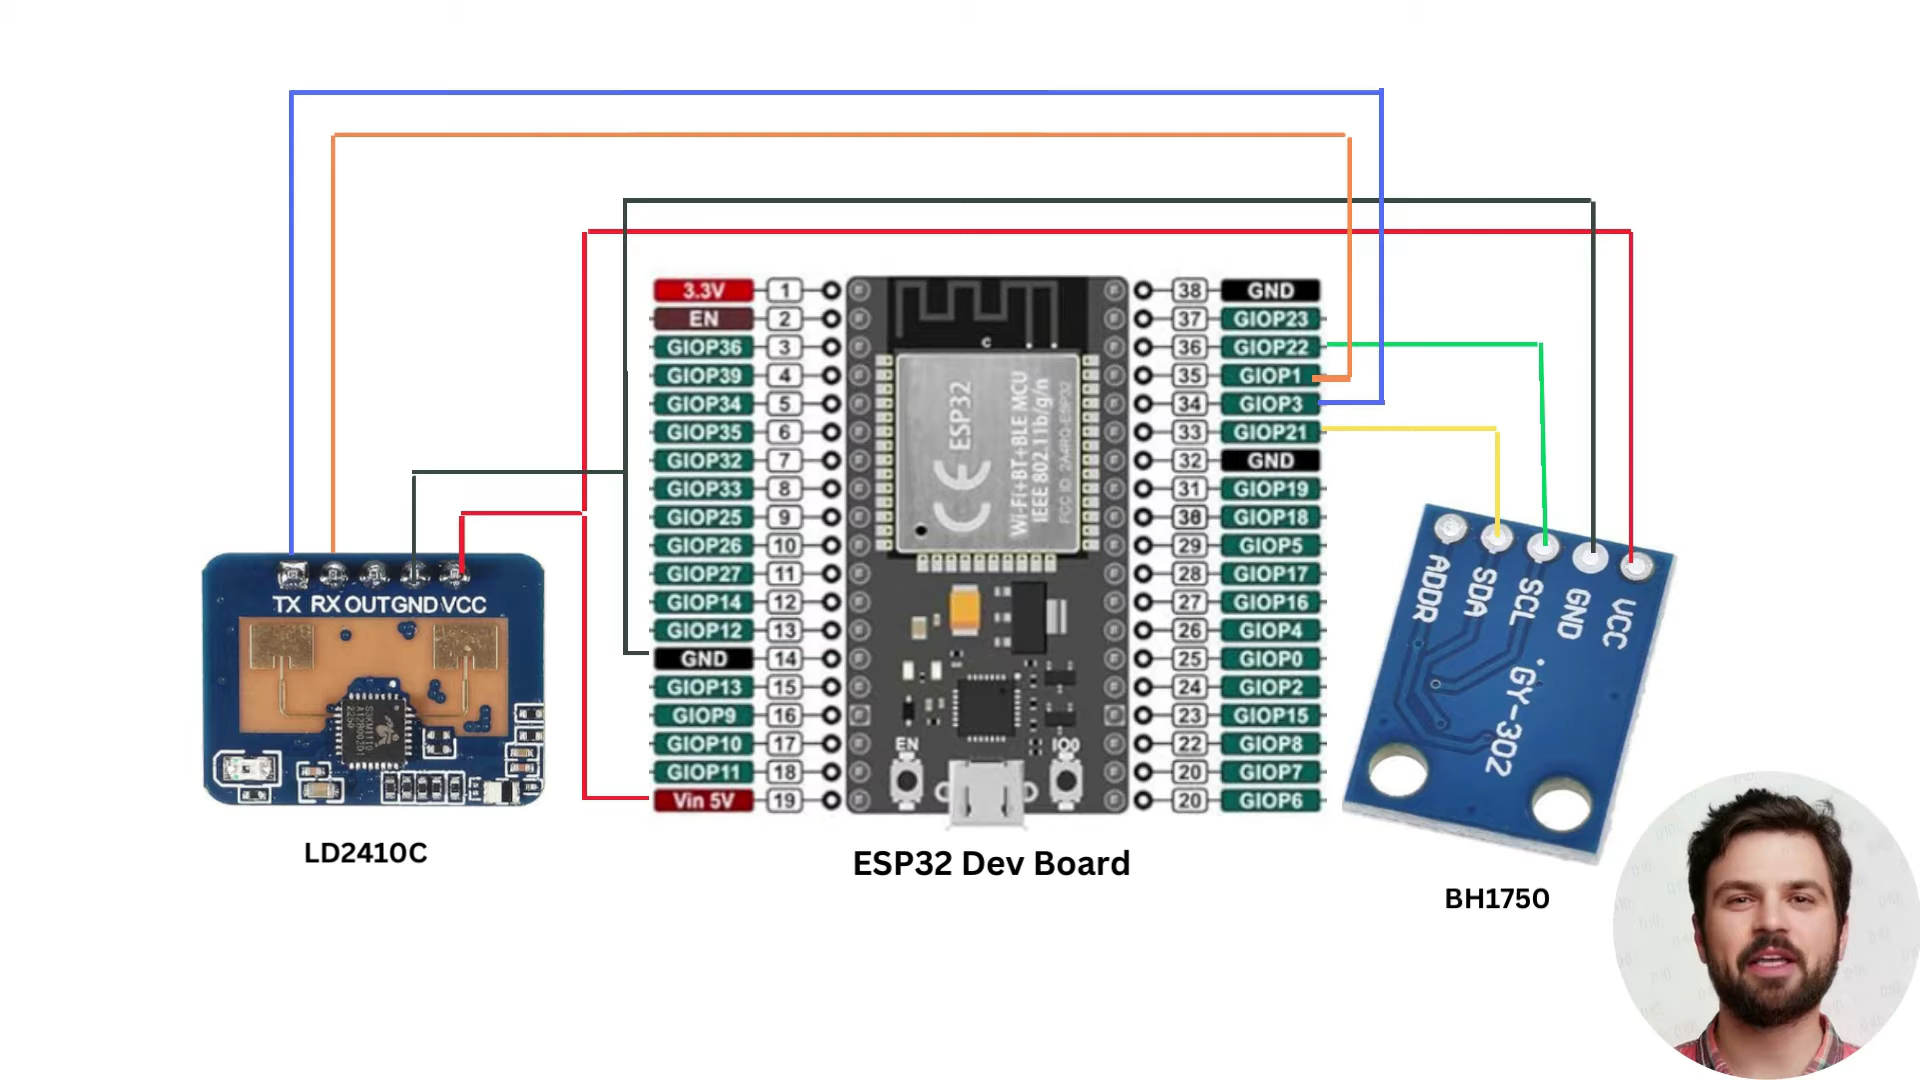 3.3V 1
EN 2
GIOP36 3
GIOP39 4
GIOP34 5
GIOP35 6
GIOP32 7
GIOP33 8
GIOP25 9
GIOP26 10
GIOP27 11
GIOP14 12
GIOP12 13
GND 14
GIOP13 15
GIOP9 16
GIOP10 17
GIOP11 18
Vin 5V 19
C
CE ESP32
Wi-Fi+BT+BLE MCU
IEEE 802.11b/g/n
EN
IO0
38 GND
37 GIOP23
36 GIOP22
35 GIOP1
34 GIOP3
33 GIOP21
32 GND
31 GIOP19
30 GIOP18
29 GIOP5
28 GIOP17
27 GIOP16
26 GIOP4
25 GIOP0
24 GIOP2
23 GIOP15
22 GIOP8
20 GIOP7
20 GIOP6
TX RX OUT GND VCC
LD2410C
ESP32 Dev Board
ADDR
SDA
SCL
GND
VCC
GY-302
BH1750